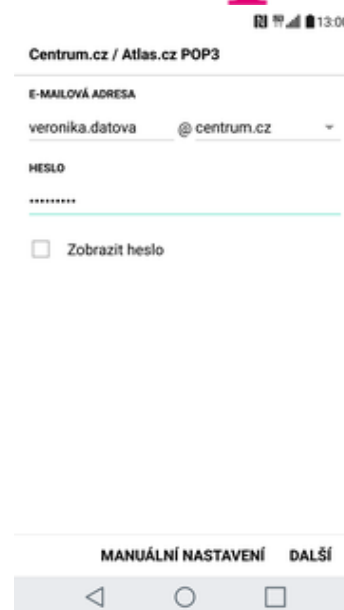 13:00
Centrum.cz / Atlas.cz POP3
E-MAILOVÁ ADRESA
veronika.datova @ centrum.cz
HESLO
•••••••••
Zobrazit heslo
MANUÁLNÍ NASTAVENÍ DALŠÍ